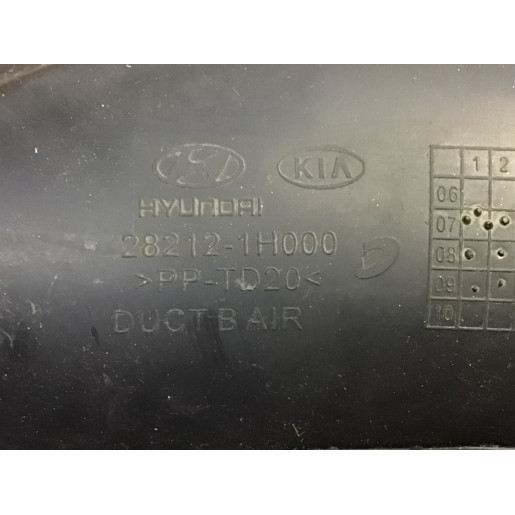 KIA
HYUNDAI
28212-1H000
>PP-TD20<
DUCT-B AIR
1 2
06
07
08
09
10